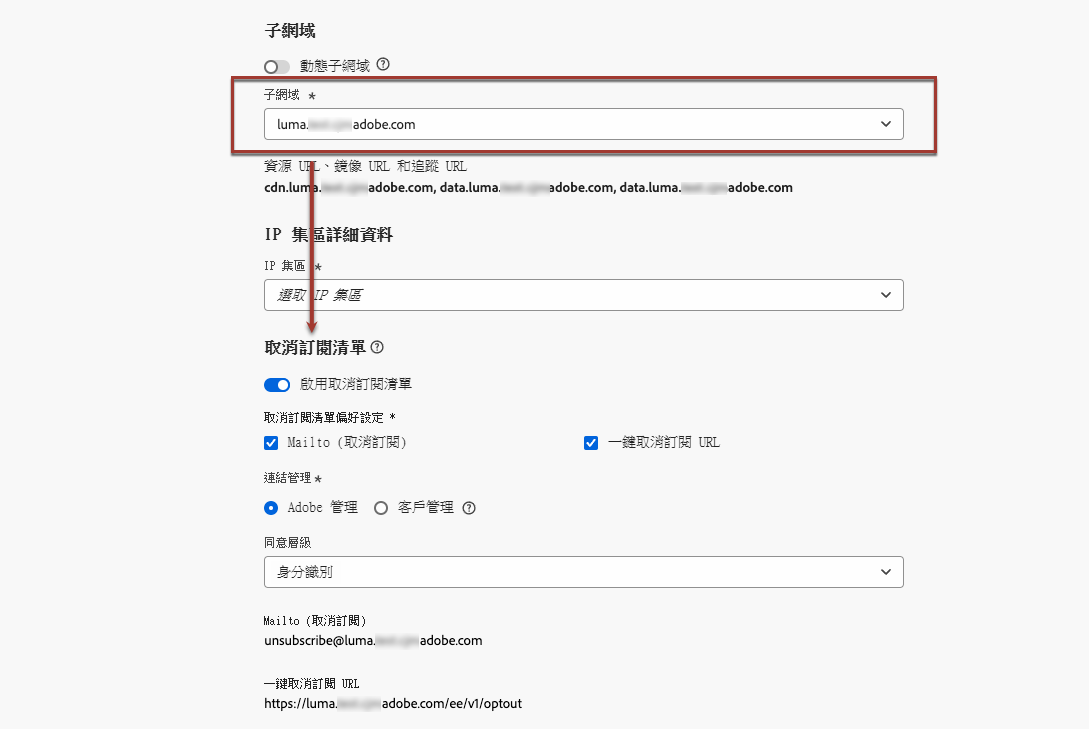 子網域
動態子網域
子網域 *
luma. adobe.com
資源 URL、鏡像 URL 和追蹤 URL
cdn.luma. adobe.com, data.luma. adobe.com, data.luma. adobe.com
IP 集區詳細資料
IP 集區 *
選取 IP 集區
取消訂閱清單
啟用取消訂閱清單
取消訂閱清單偏好設定 *
Mailto (取消訂閱) 一鍵取消訂閱 URL
連結管理 *
Adobe 管理 客戶管理
同意層級
身分識別
Mailto (取消訂閱)
unsubscribe@luma. adobe.com
一鍵取消訂閱 URL
https://luma. adobe.com/ee/v1/optout